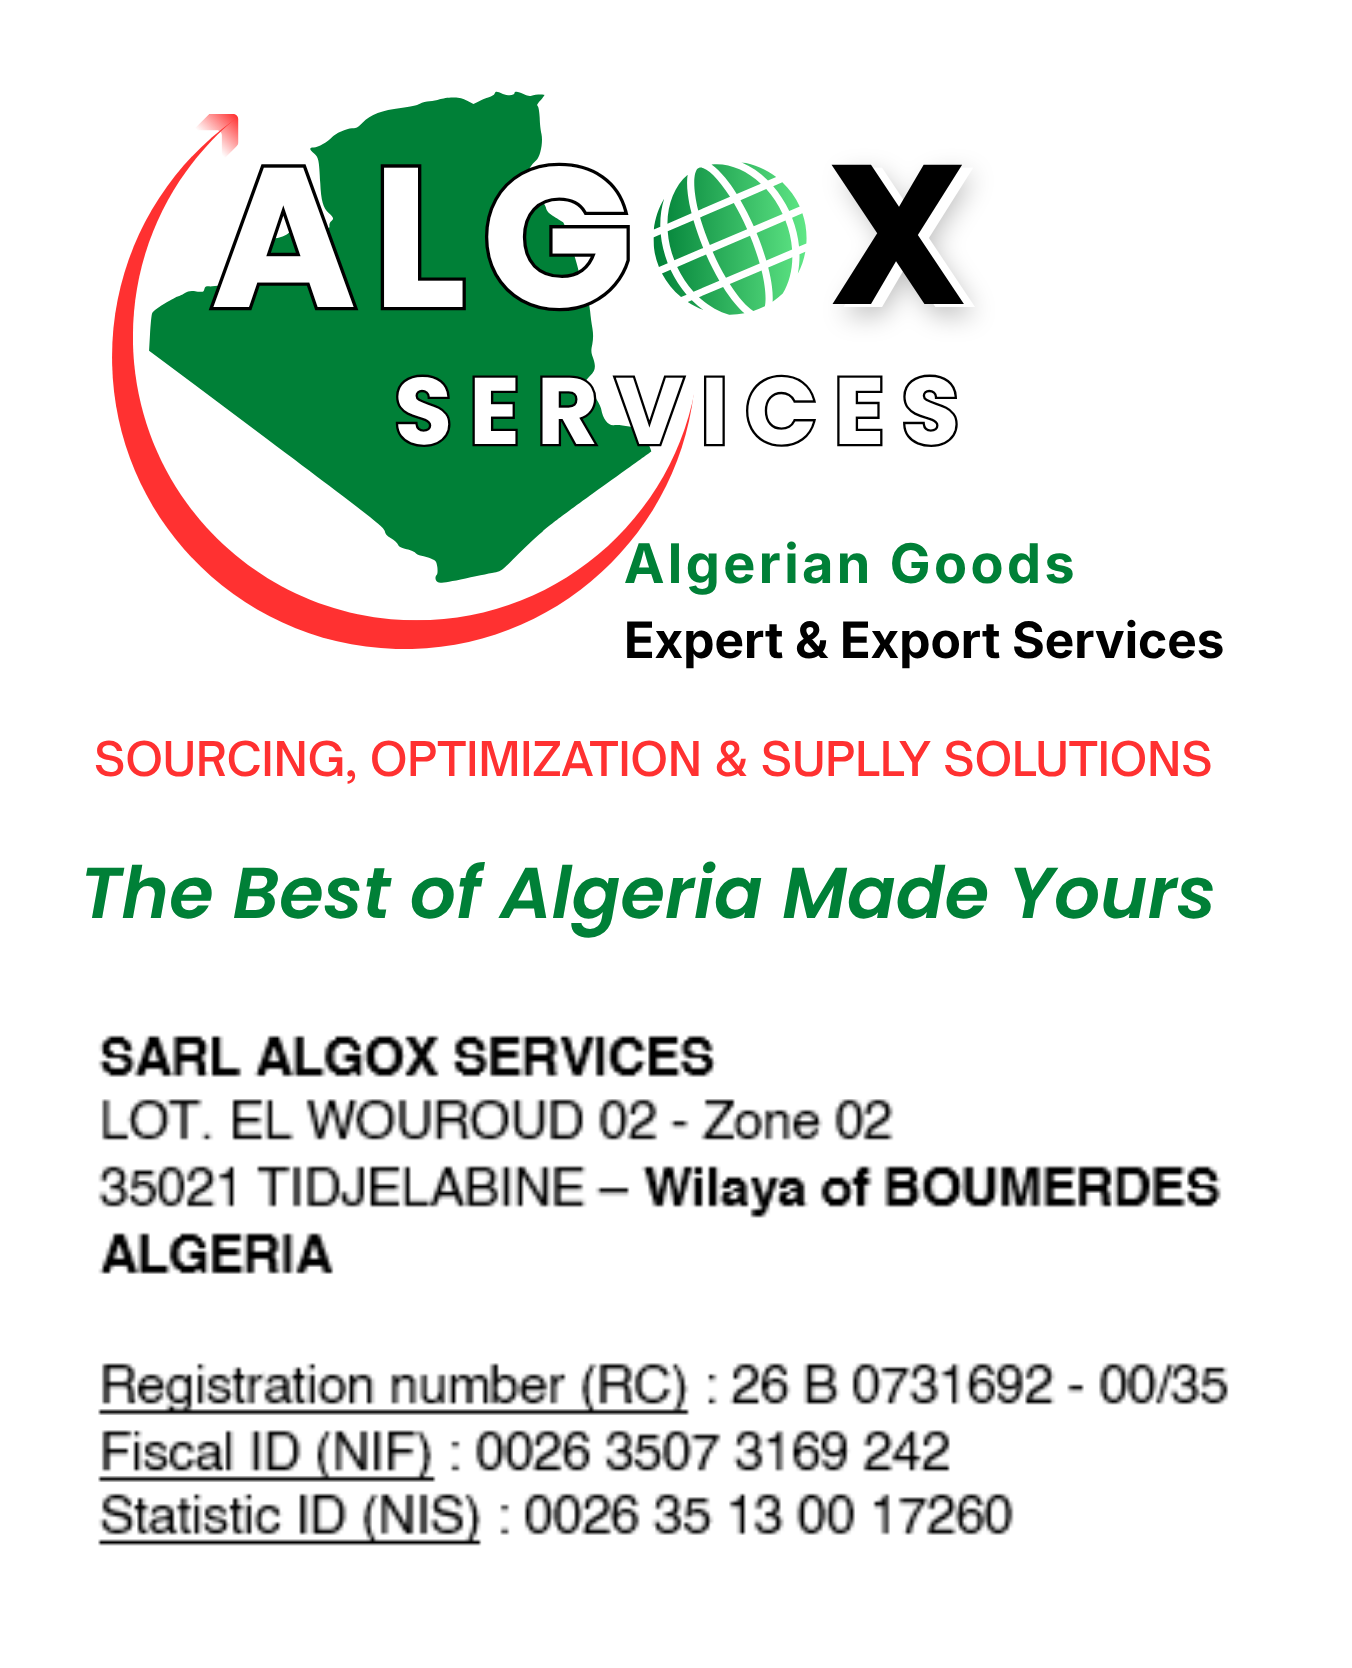 ALGOX
SERVICES
Algerian Goods
Expert & Export Services
SOURCING, OPTIMIZATION & SUPLLY SOLUTIONS
The Best of Algeria Made Yours
SARL ALGOX SERVICES
LOT. EL WOUROUD 02 - Zone 02
35021 TIDJELABINE – Wilaya of BOUMERDES
ALGERIA
Registration number (RC) : 26 B 0731692 - 00/35
Fiscal ID (NIF) : 0026 3507 3169 242
Statistic ID (NIS) : 0026 35 13 00 17260